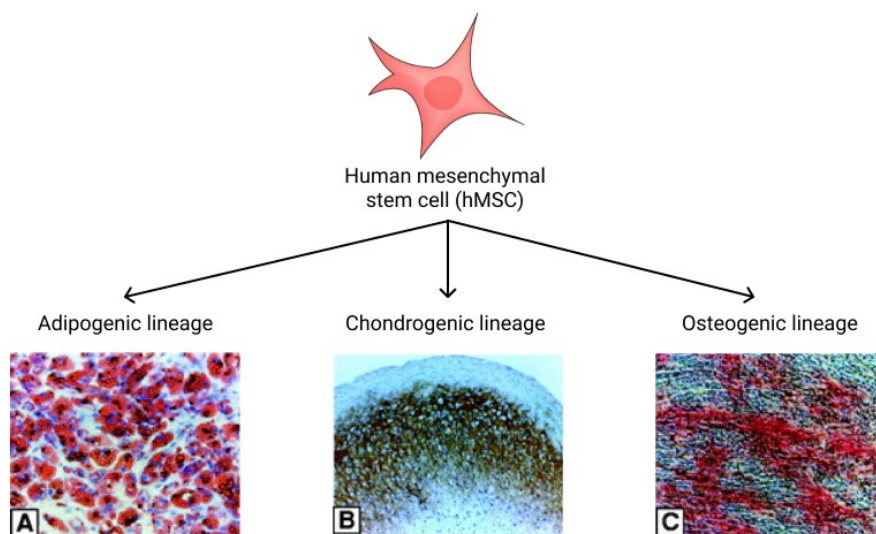 Human mesenchymal
stem cell (hMSC)
Adipogenic lineage
Chondrogenic lineage
Osteogenic lineage
A
B
C